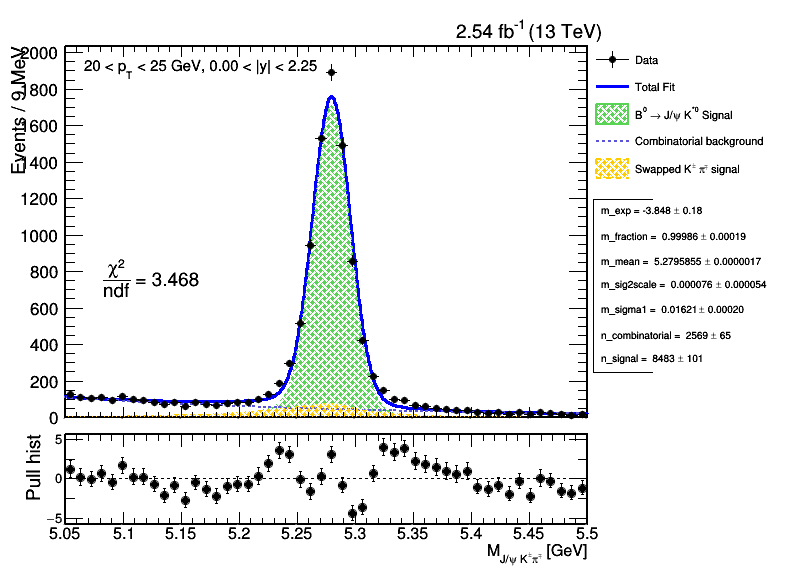 2.54 fb⁻¹ (13 TeV)
Events / 9 MeV
20 < p_T < 25 GeV, 0.00 < |y| < 2.25
χ²/ndf = 3.468
2000
1800
1600
1400
1200
1000
800
600
400
200
0
Data
Total Fit
B⁰ → J/ψ K*⁰ Signal
Combinatorial background
Swapped K± π∓ signal
m_exp = -3.848 ± 0.18
m_fraction = 0.99986 ± 0.00019
m_mean = 5.2795855 ± 0.0000017
m_sig2scale = 0.000076 ± 0.000054
m_sigma1 = 0.01621 ± 0.00020
n_combinatorial = 2569 ± 65
n_signal = 8483 ± 101
Pull hist
5
0
−5
5.05 5.1 5.15 5.2 5.25 5.3 5.35 5.4 5.45 5.5
M_J/ψ K±π∓ [GeV]